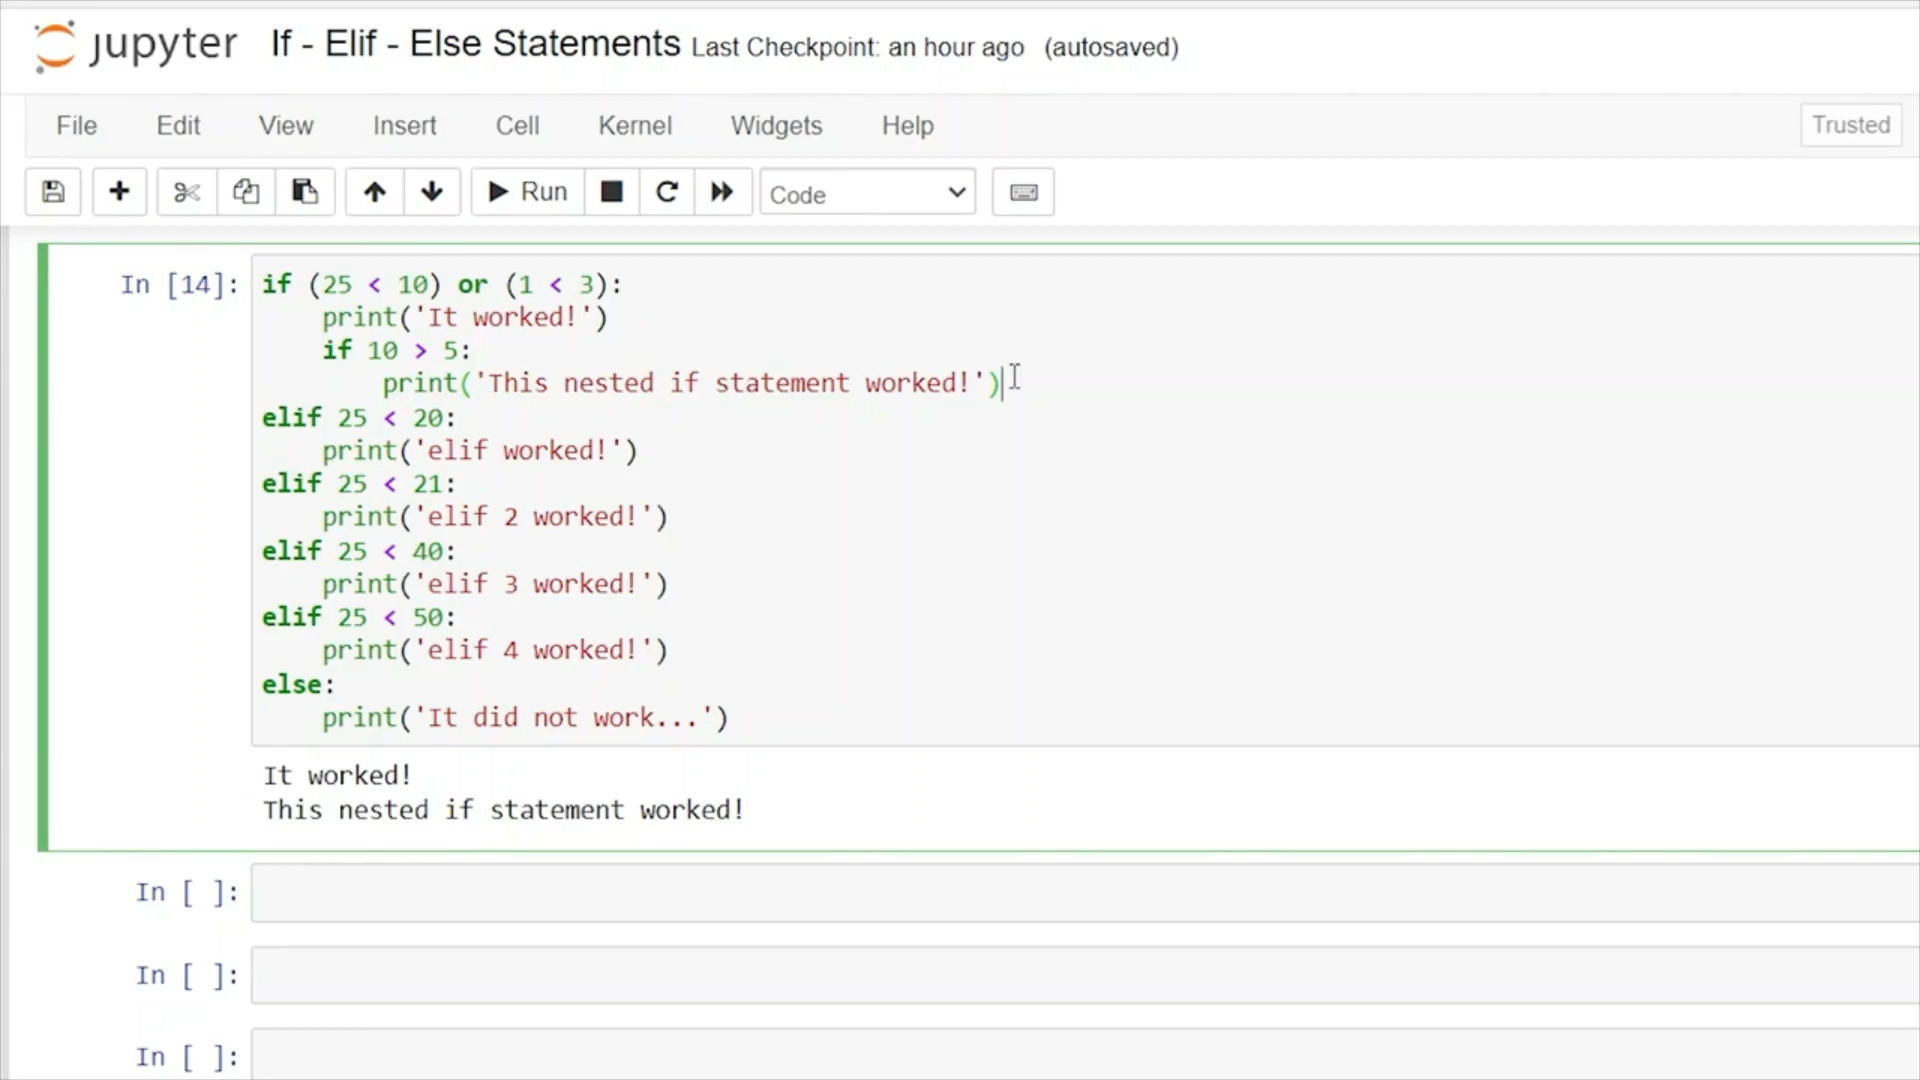 jupyter If - Elif - Else Statements Last Checkpoint: an hour ago (autosaved)
File Edit View Insert Cell Kernel Widgets Help Trusted
Run Code
In [14]: if (25 < 10) or (1 < 3):
    print('It worked!')
    if 10 > 5:
        print('This nested if statement worked!')
elif 25 < 20:
    print('elif worked!')
elif 25 < 21:
    print('elif 2 worked!')
elif 25 < 40:
    print('elif 3 worked!')
elif 25 < 50:
    print('elif 4 worked!')
else:
    print('It did not work...')
It worked!
This nested if statement worked!
In [ ]:
In [ ]:
In [ ]: